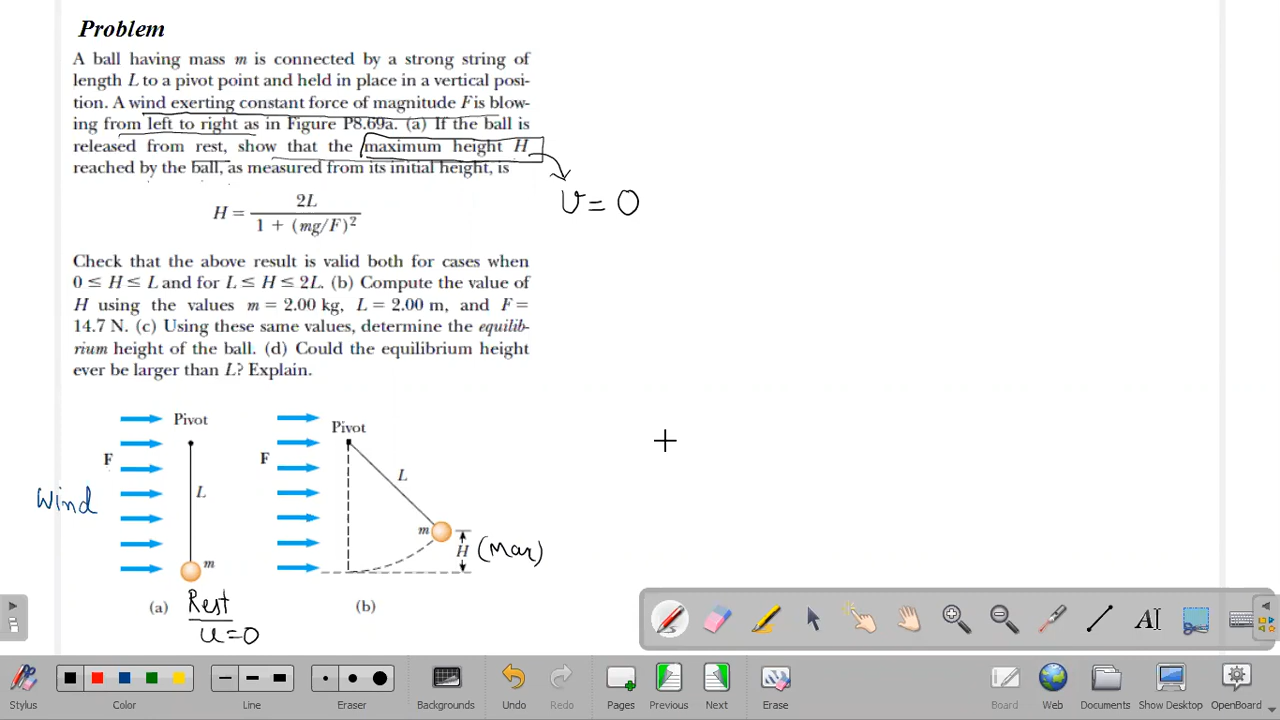 Problem
A ball having mass m is connected by a strong string of
length L to a pivot point and held in place in a vertical posi-
tion. A wind exerting constant force of magnitude F is blow-
ing from left to right as in Figure P8.69a. (a) If the ball is
released from rest, show that the maximum height H
reached by the ball, as measured from its initial height, is
H = 2L / 1 + (mg/F)²
v = 0
Check that the above result is valid both for cases when
0 ≤ H ≤ L and for L ≤ H ≤ 2L. (b) Compute the value of
H using the values m = 2.00 kg, L = 2.00 m, and F =
14.7 N. (c) Using these same values, determine the equilib-
rium height of the ball. (d) Could the equilibrium height
ever be larger than L? Explain.
Pivot
F
L
m
Wind
(a)
Rest
u=0
Pivot
F
L
m
H
(Max)
(b)
AI
Stylus
Color
Line
Eraser
Backgrounds
Undo
Redo
Pages
Previous
Next
Erase
Board
Web
Documents
Show Desktop
OpenBoard